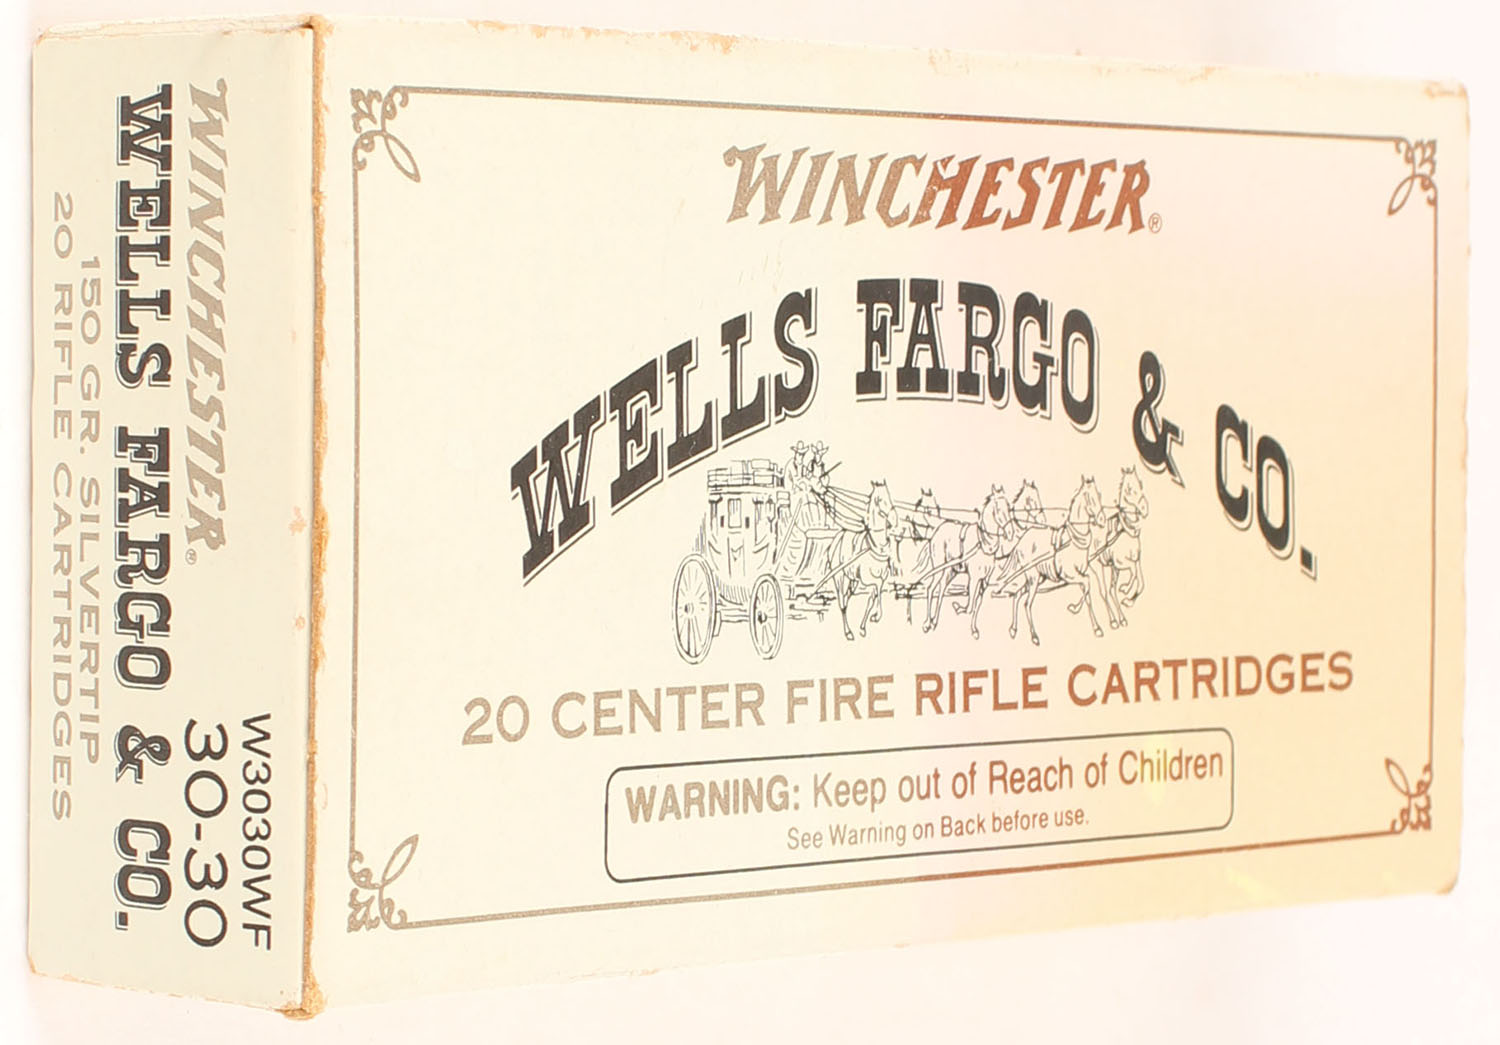 WINCHESTER®
WELLS FARGO & CO.
20 CENTER FIRE RIFLE CARTRIDGES
WARNING: Keep out of Reach of Children
See Warning on Back before use.
W3030WF
30-30
WINCHESTER®
WELLS FARGO & CO.
150 GR. SILVERTIP
20 RIFLE CARTRIDGES